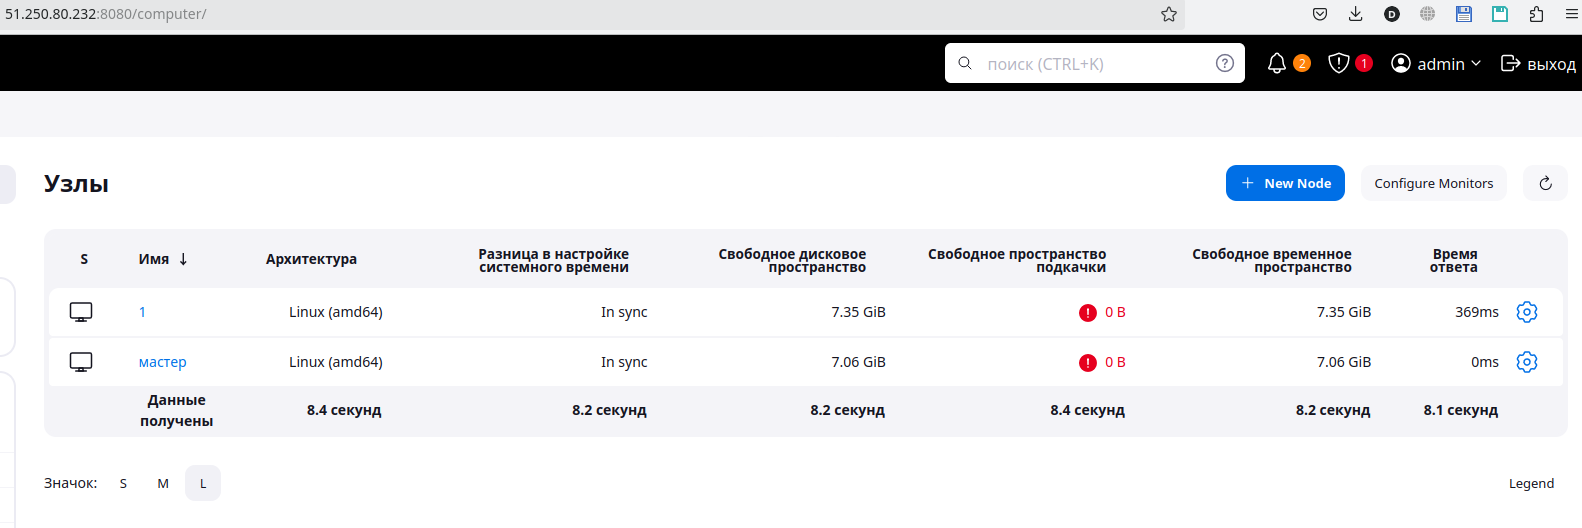 51.250.80.232:8080/computer/
D
поиск (CTRL+K)
?
2
1
admin
выход
Узлы
New Node
Configure Monitors
S
Имя ↓
Архитектура
Разница в настройке
системного времени
Свободное дисковое
пространство
Свободное пространство
подкачки
Свободное временное
пространство
Время
ответа
1
Linux (amd64)
In sync
7.35 GiB
0 B
7.35 GiB
369ms
мастер
Linux (amd64)
In sync
7.06 GiB
0 B
7.06 GiB
0ms
Данные
получены
8.4 секунд
8.2 секунд
8.2 секунд
8.4 секунд
8.2 секунд
8.1 секунд
Значок:
S
M
L
Legend